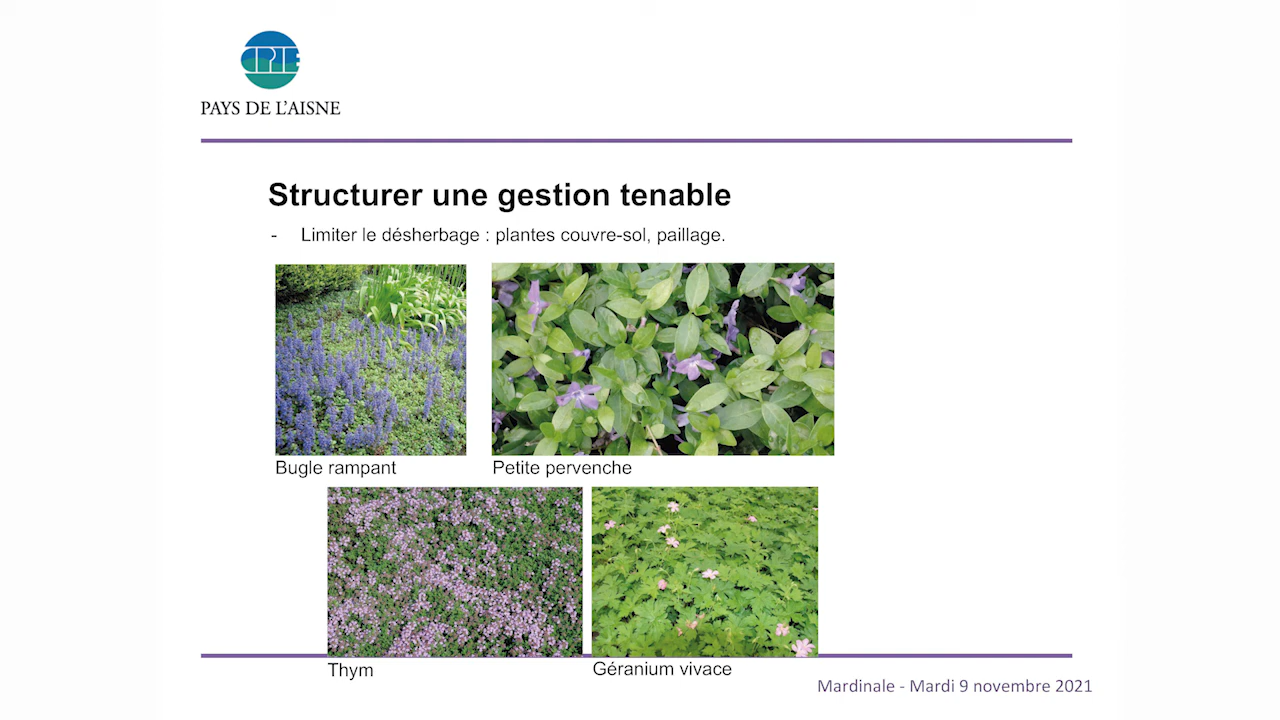 CPIE
PAYS DE L'AISNE
Structurer une gestion tenable
- Limiter le désherbage : plantes couvre-sol, paillage.
Bugle rampant
Petite pervenche
Thym
Géranium vivace
Mardinale - Mardi 9 novembre 2021